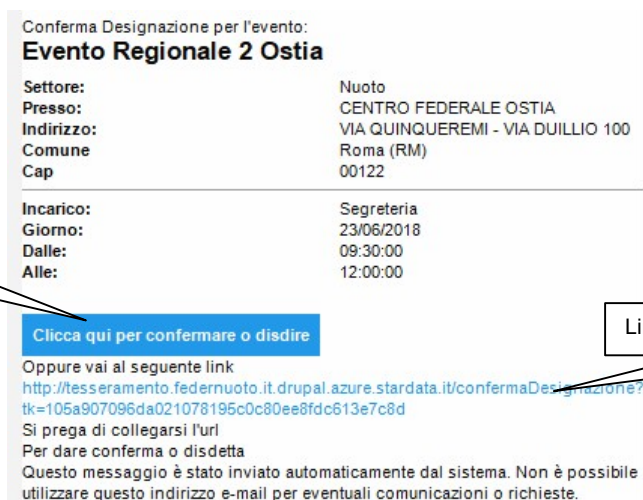 Conferma Designazione per l'evento:
Evento Regionale 2 Ostia
Settore: Nuoto
Presso: CENTRO FEDERALE OSTIA
Indirizzo: VIA QUINQUEREMI - VIA DUILLIO 100
Comune Roma (RM)
Cap 00122
Incarico: Segreteria
Giorno: 23/06/2018
Dalle: 09:30:00
Alle: 12:00:00
Clicca qui per confermare o disdire
Li
Oppure vai al seguente link
http://tesseramento.federnuoto.it.drupal.azure.stardata.it/confermaDesignazione?
tk=105a907096da021078195c0c80ee8fdc613e7c8d
Si prega di collegarsi l'url
Per dare conferma o disdetta
Questo messaggio è stato inviato automaticamente dal sistema. Non è possibile
utilizzare questo indirizzo e-mail per eventuali comunicazioni o richieste.